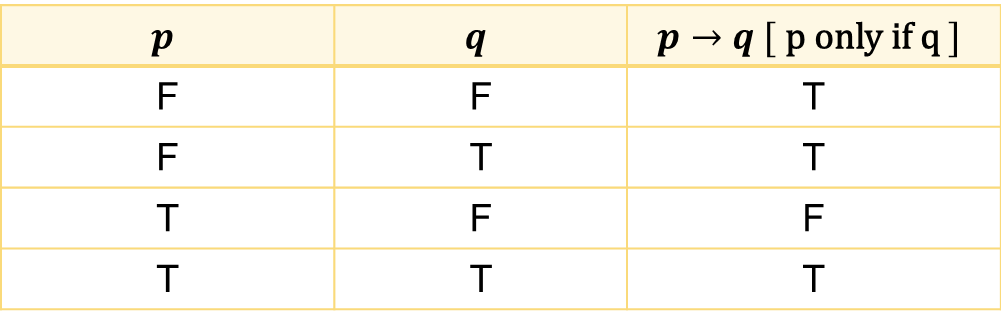 p q p → q [ p only if q ]
F F T
F T T
T F F
T T T